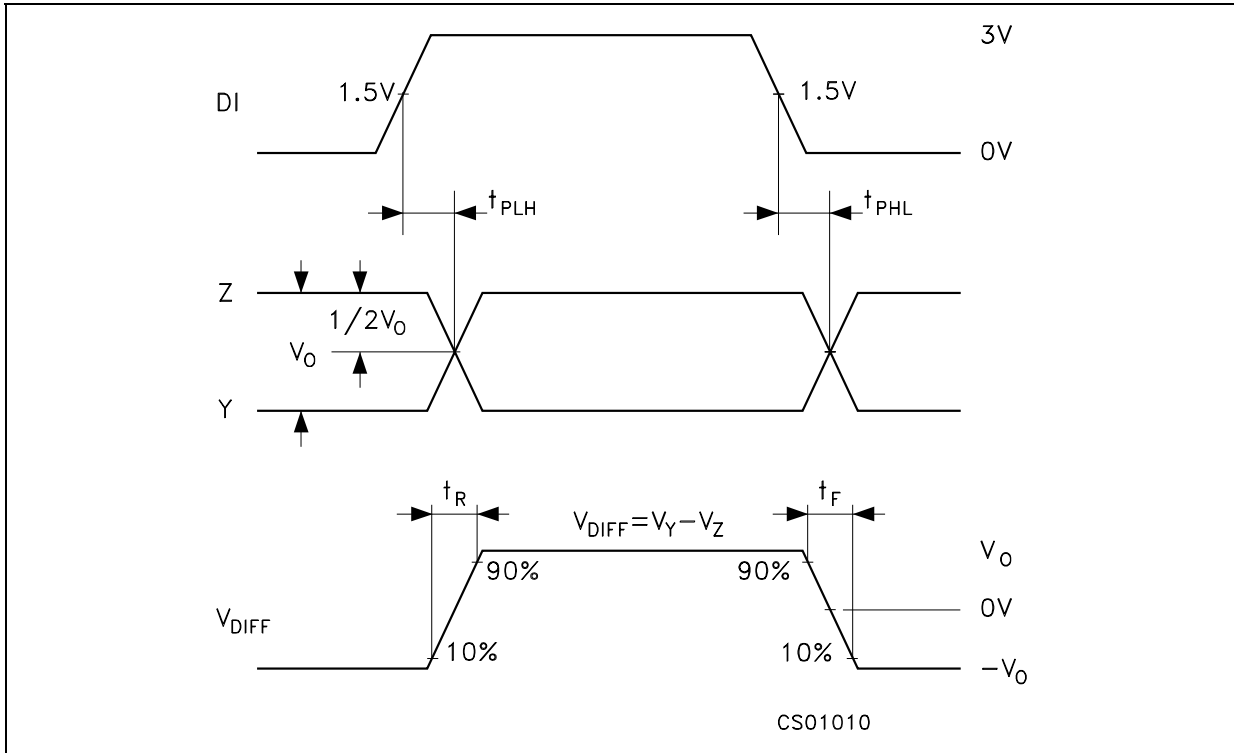 3V
1.5V
1.5V
DI
0V
tPLH
tPHL
Z
1/2VO
VO
Y
tR
tF
VDIFF=VY−VZ
VO
90%
90%
0V
VDIFF
10%
10%
−VO
CS01010